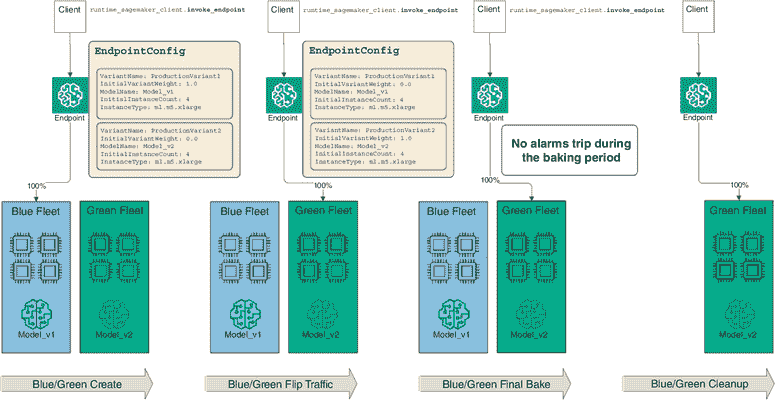 Client
runtime_sagemaker_client.invoke_endpoint
EndpointConfig
VariantName: ProductionVariant1
InitialVariantWeight: 1.0
ModelName: Model_v1
InitialInstanceCount: 4
InstanceType: ml.m5.xlarge
VariantName: ProductionVariant2
InitialVariantWeight: 0.0
ModelName: Model_v2
InitialInstanceCount: 4
InstanceType: ml.m5.xlarge
Endpoint
100%
Blue Fleet
Green Fleet
Model_v1
Model_v2
Blue/Green Create
Client
runtime_sagemaker_client.invoke_endpoint
EndpointConfig
VariantName: ProductionVariant1
InitialVariantWeight: 0.0
ModelName: Model_v1
InitialInstanceCount: 4
InstanceType: ml.m5.xlarge
VariantName: ProductionVariant2
InitialVariantWeight: 1.0
ModelName: Model_v2
InitialInstanceCount: 4
InstanceType: ml.m5.xlarge
Endpoint
100%
Blue Fleet
Green Fleet
Model_v1
Model_v2
Blue/Green Flip Traffic
Client
runtime_sagemaker_client.invoke_endpoint
Endpoint
No alarms trip during
the baking period
100%
Blue Fleet
Green Fleet
Model_v1
Model_v2
Blue/Green Final Bake
Client
Endpoint
100%
Green Fleet
Model_v2
Blue/Green Cleanup